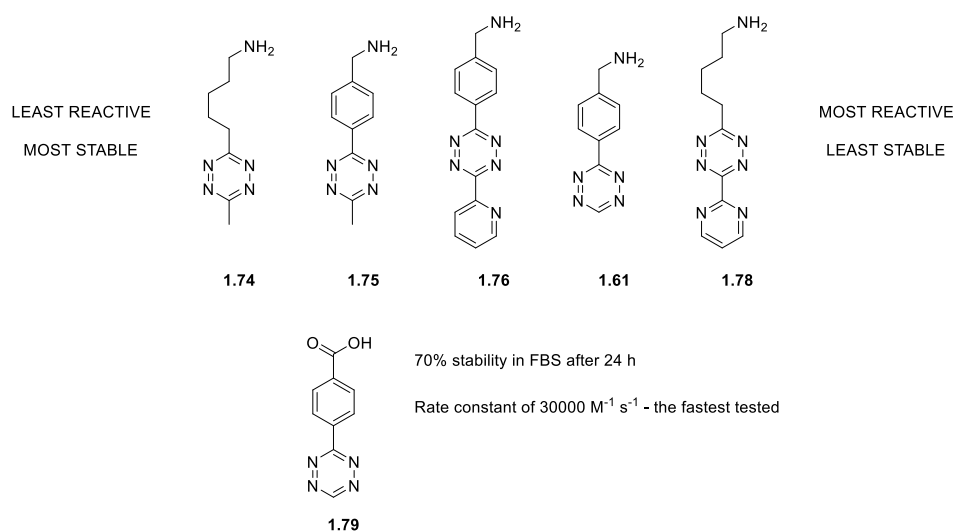 NH2
NH2
NH2
NH2
NH2
LEAST REACTIVE
MOST STABLE
MOST REACTIVE
LEAST STABLE
N N
N N
N N
N N
N N
N N
N
N N
N N
N N
N N
N N
1.74 1.75 1.76 1.61 1.78
O OH
70% stability in FBS after 24 h
Rate constant of 30000 M-1 s-1 - the fastest tested
N N
N N
1.79